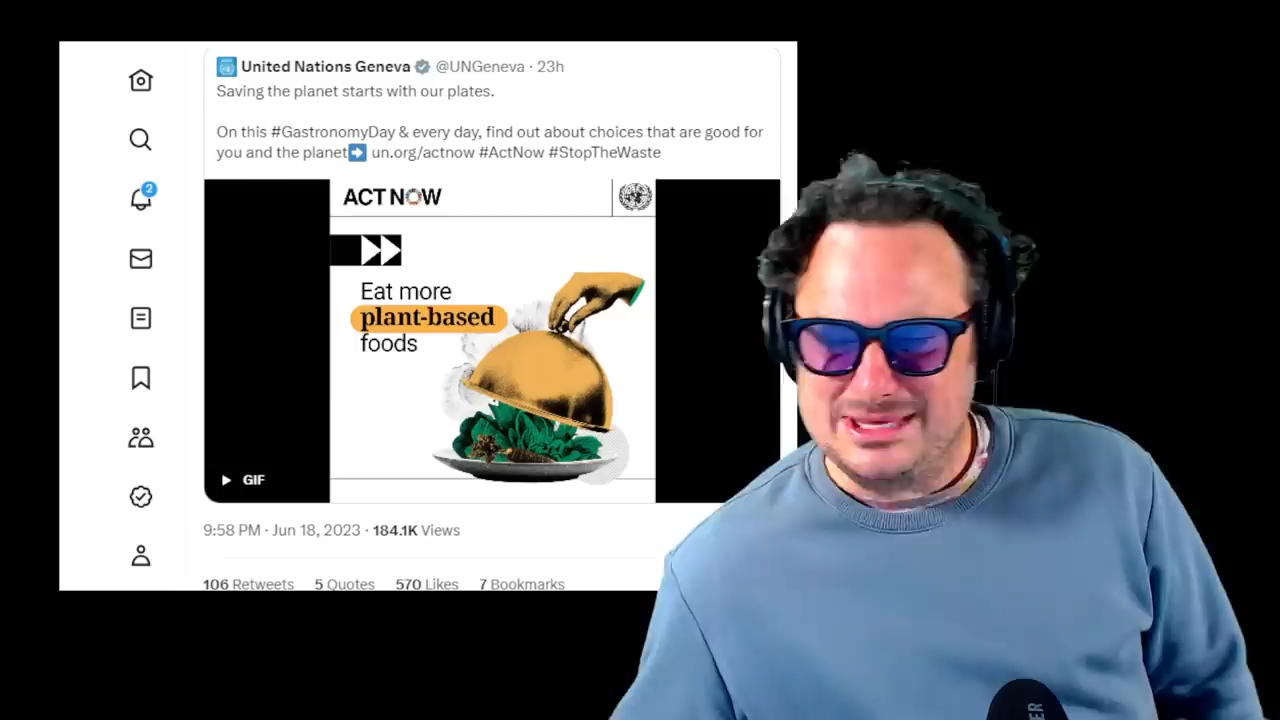 United Nations Geneva @UNGeneva · 23h
Saving the planet starts with our plates.
On this #GastronomyDay & every day, find out about choices that are good for
you and the planet➡ un.org/actnow #ActNow #StopTheWaste
ACT NOW
Eat more
plant-based
foods
GIF
9:58 PM · Jun 18, 2023 · 184.1K Views
106 Retweets 5 Quotes 570 Likes 7 Bookmarks
2